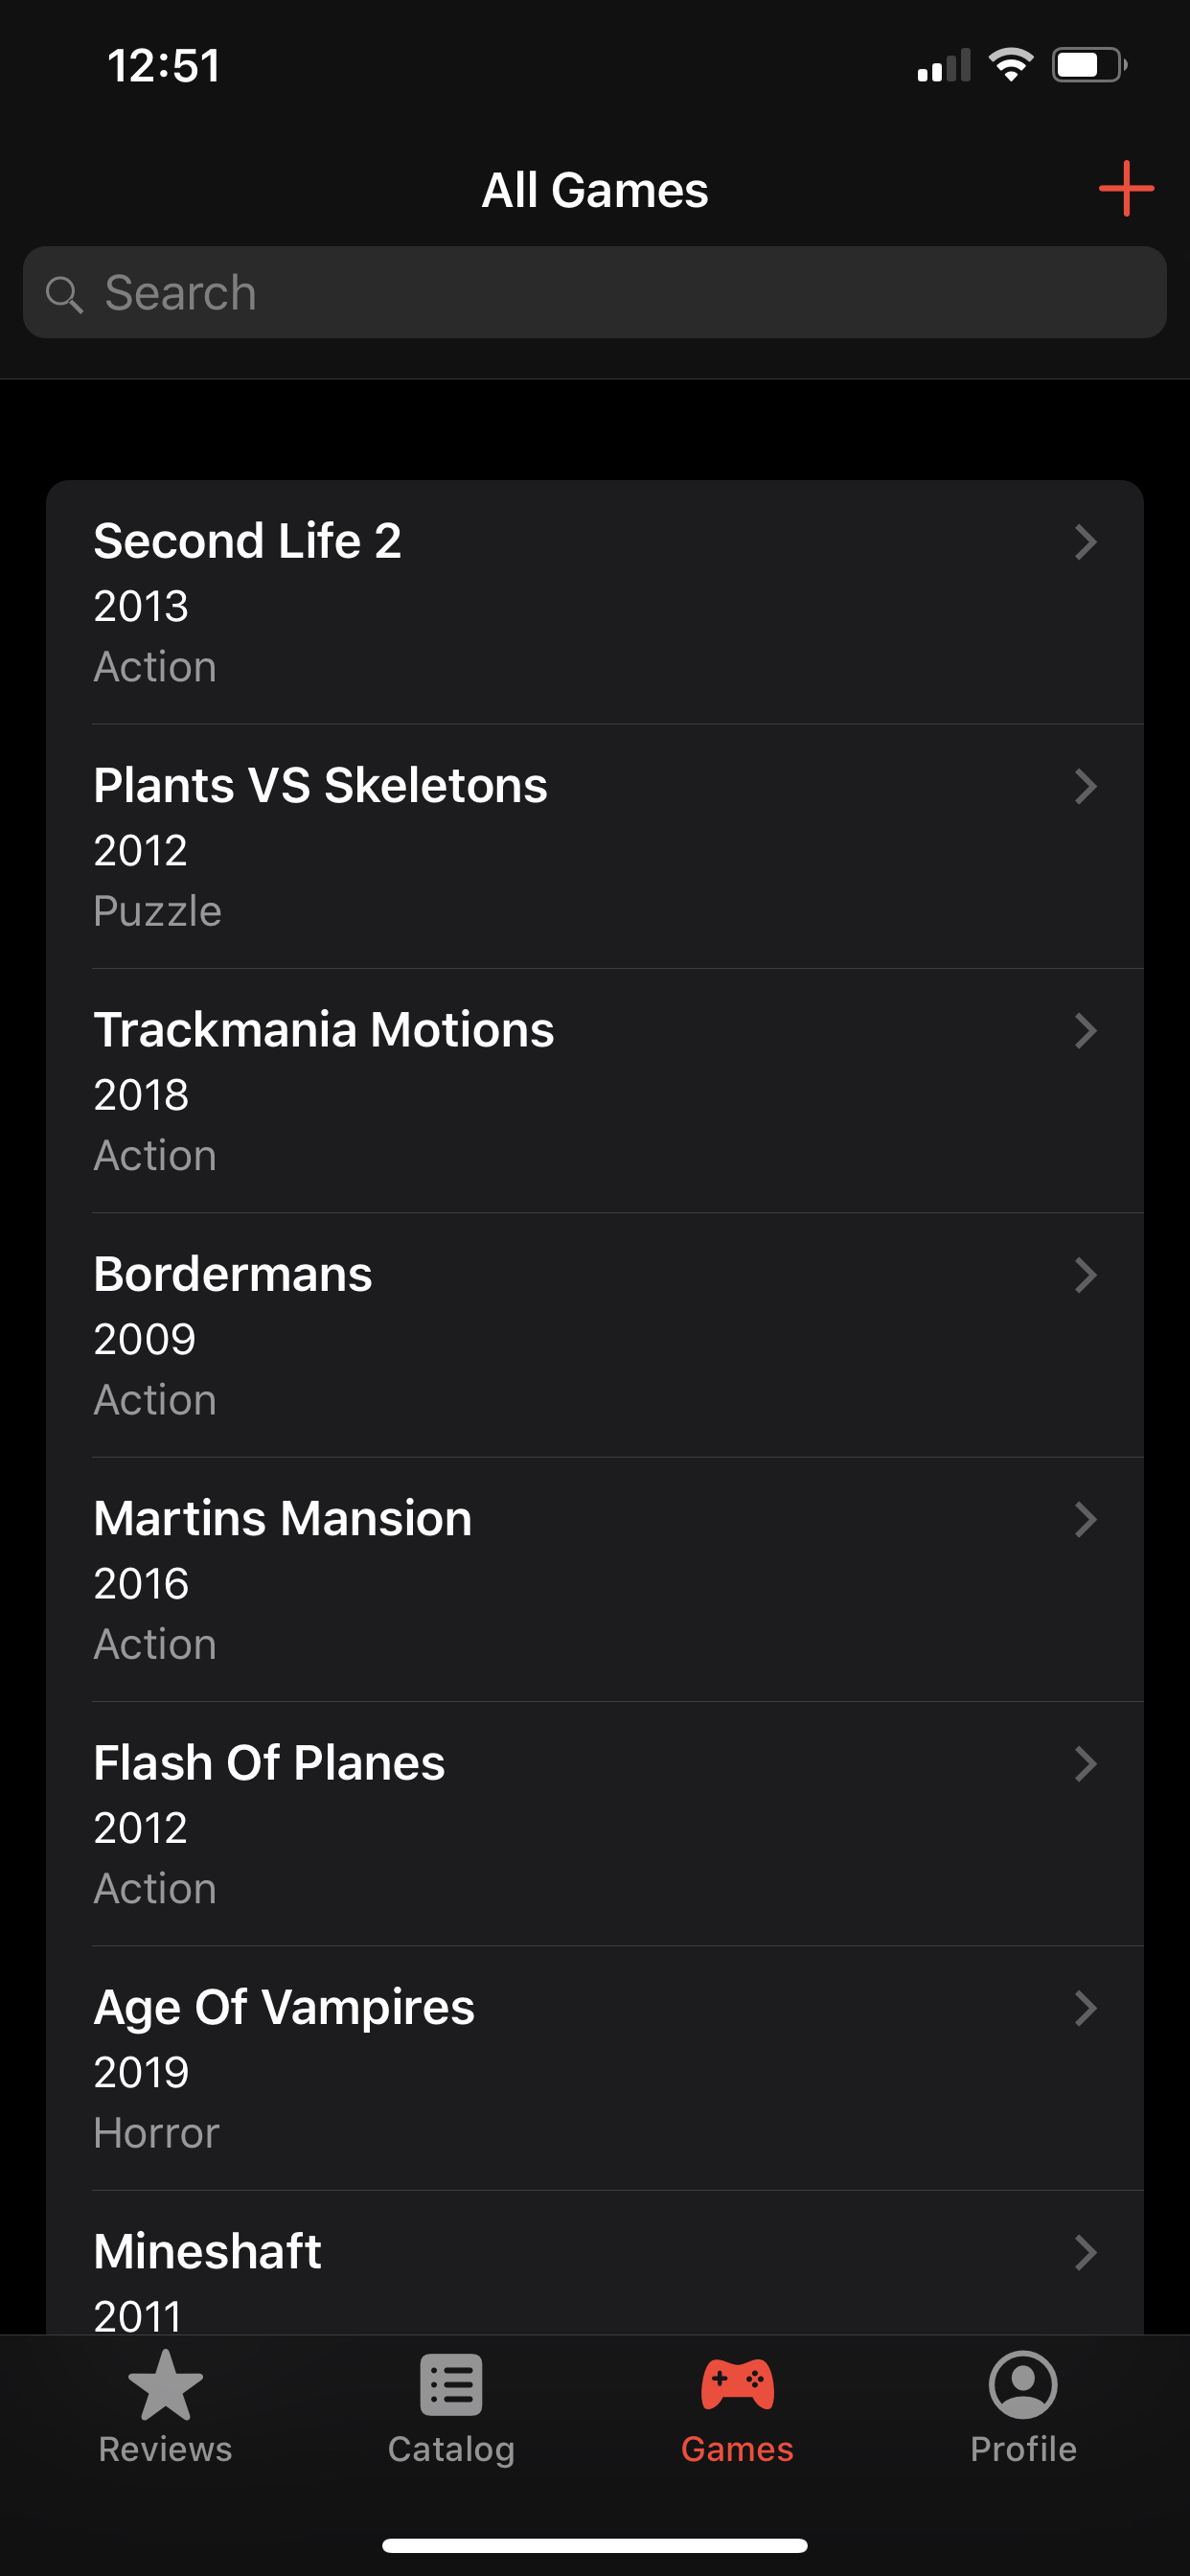 12:51
All Games
Search
Second Life 2
2013
Action
Plants VS Skeletons
2012
Puzzle
Trackmania Motions
2018
Action
Bordermans
2009
Action
Martins Mansion
2016
Action
Flash Of Planes
2012
Action
Age Of Vampires
2019
Horror
Mineshaft
2011
Reviews
Catalog
Games
Profile